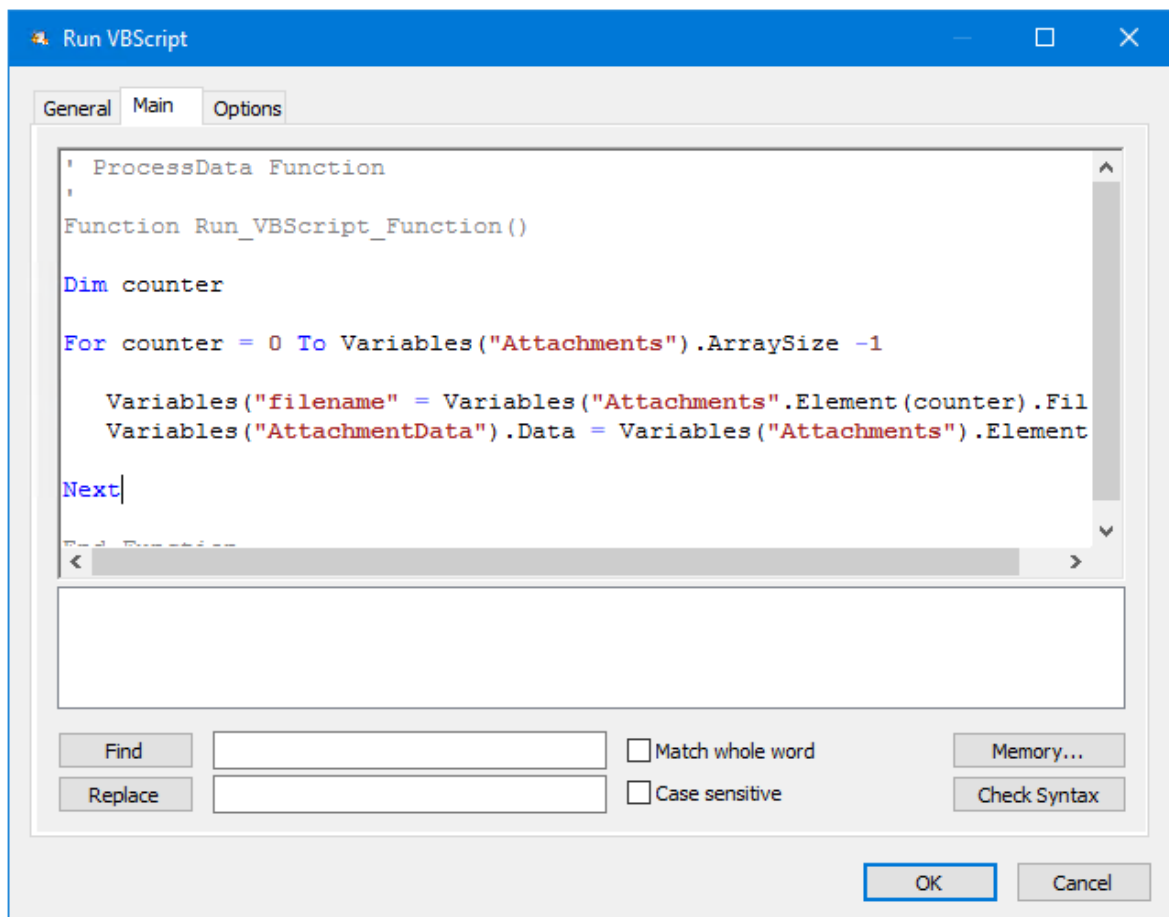 Run VBScript
General Main Options
' ProcessData Function
'
Function Run_VBScript_Function()
Dim counter
For counter = 0 To Variables("Attachments").ArraySize -1
Variables("filename" = Variables("Attachments".Element(counter).Fil
Variables("AttachmentData").Data = Variables("Attachments").Element
Next
End Function
Find
Match whole word
Memory...
Replace
Case sensitive
Check Syntax
OK
Cancel